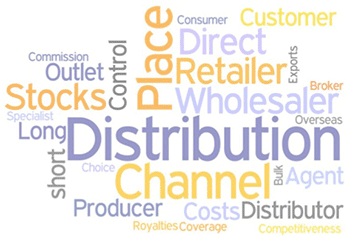 Consumer
Customer
Place
Direct
Commission
Control
Outlet
Retailer
Exports
Broker
Stocks
Wholesaler
Specialist
Overseas
Long
Distribution
short
Choice
Channel
Bulk
Agent
Producer
Costs
Distributor
Royalties
Coverage
Competitiveness